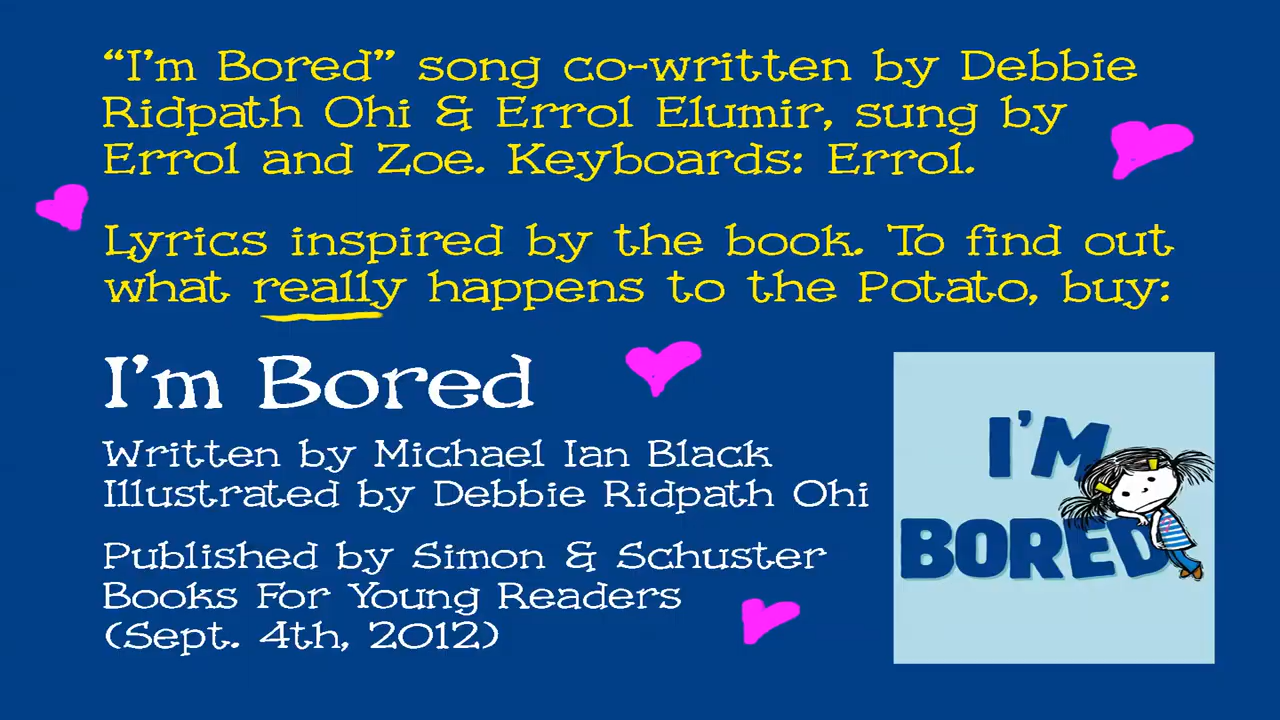 “I’m Bored” song co-written by Debbie
Ridpath Ohi & Errol Elumir, sung by
Errol and Zoe. Keyboards: Errol.
Lyrics inspired by the book. To find out
what really happens to the Potato, buy:
I’m Bored
Written by Michael Ian Black
Illustrated by Debbie Ridpath Ohi
Published by Simon & Schuster
Books For Young Readers
(Sept. 4th, 2012)
I’M
BORED